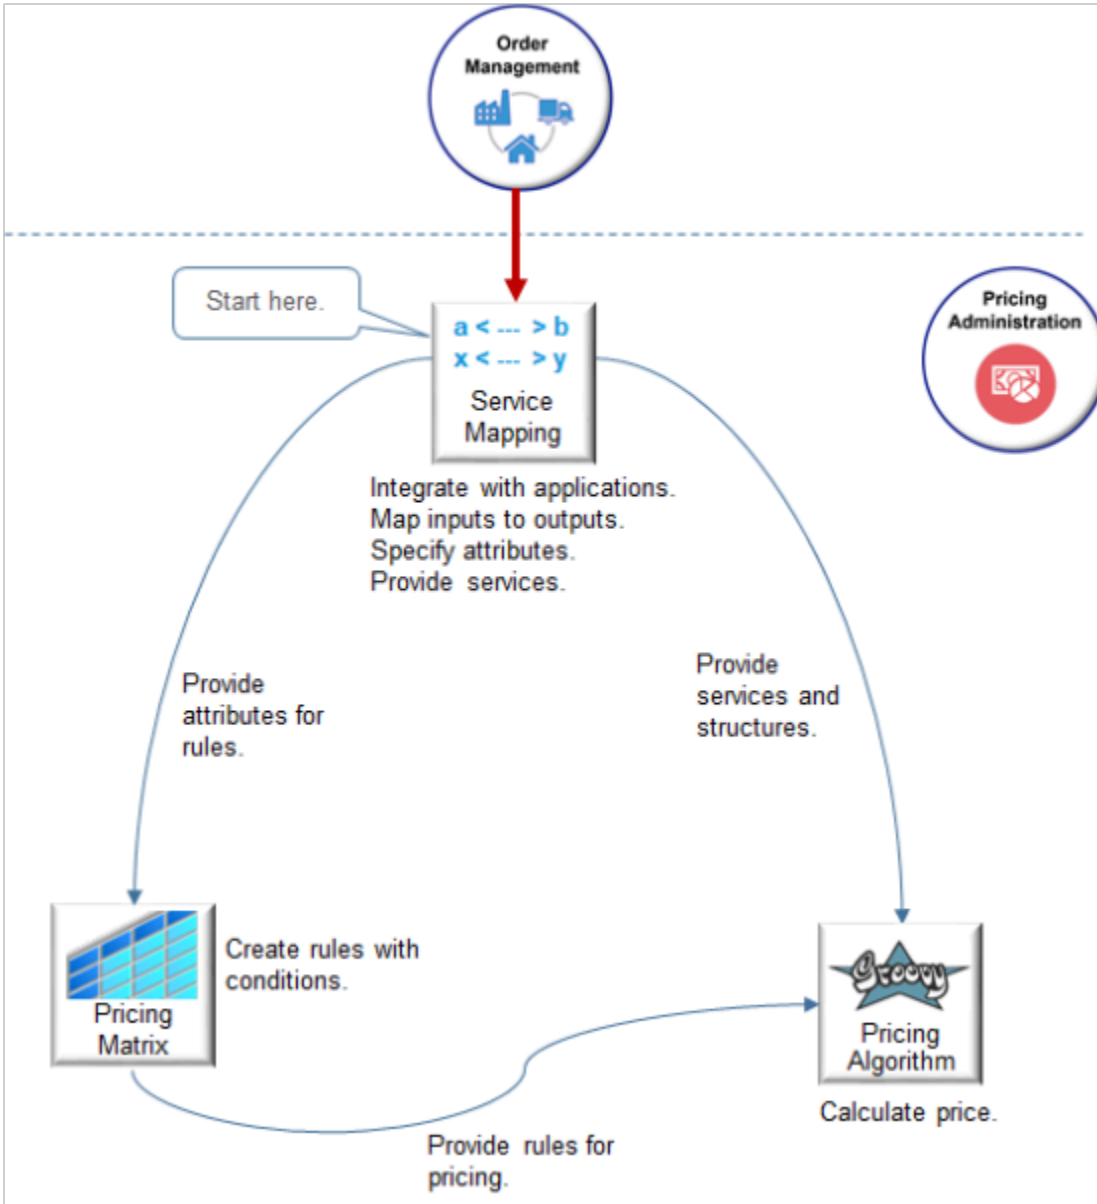 Order
Management
Start here.
a < --- > b
x < --- > y
Service
Mapping
Pricing
Administration
Integrate with applications.
Map inputs to outputs.
Specify attributes.
Provide services.
Provide
attributes for
rules.
Provide
services and
structures.
Pricing
Matrix
Create rules with
conditions.
Groovy
Pricing
Algorithm
Calculate price.
Provide rules for
pricing.